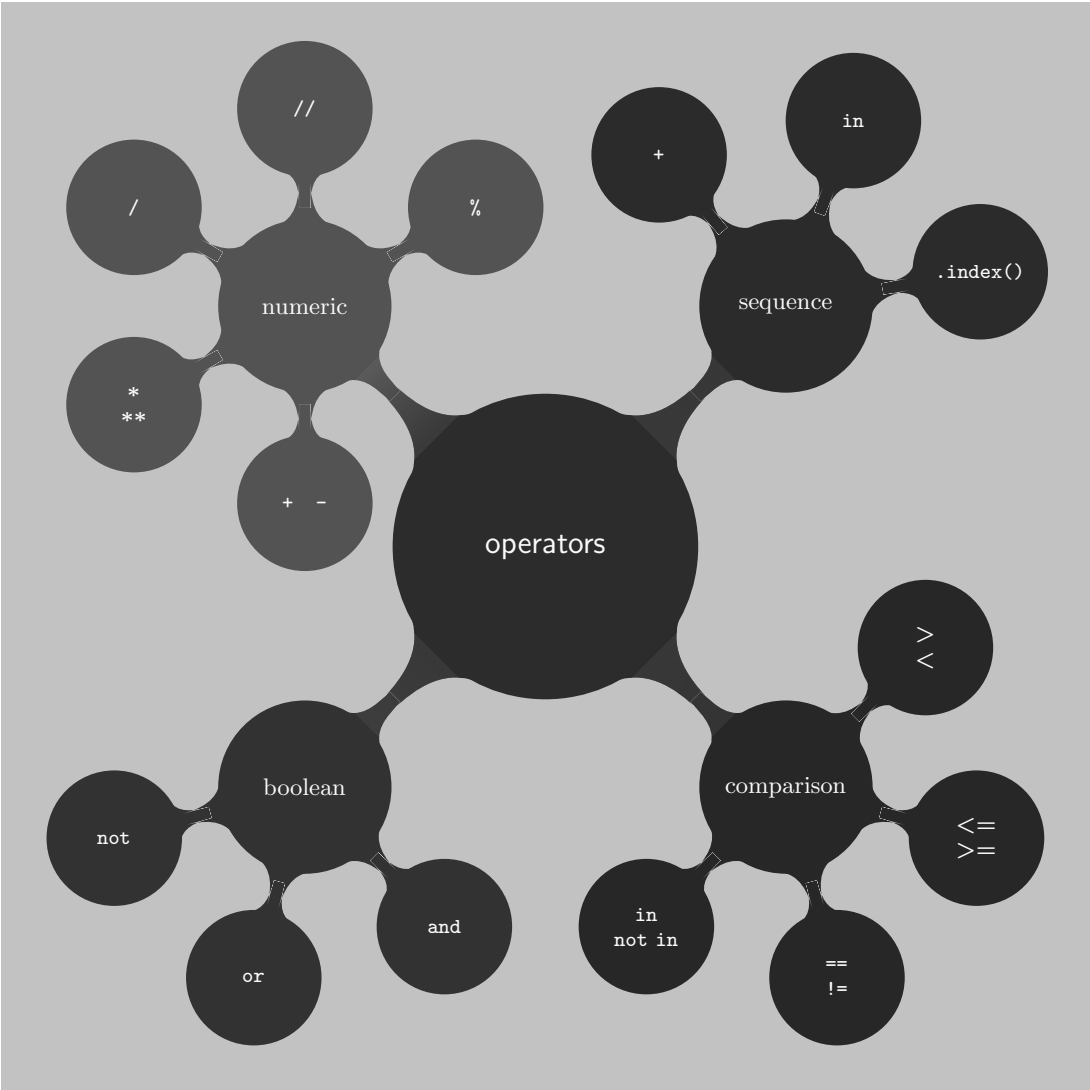 operators
numeric
//
%
/
*
**
+ -
sequence
+
in
.index()
boolean
not
or
and
comparison
>
<
<=
>=
==
!=
in
not in